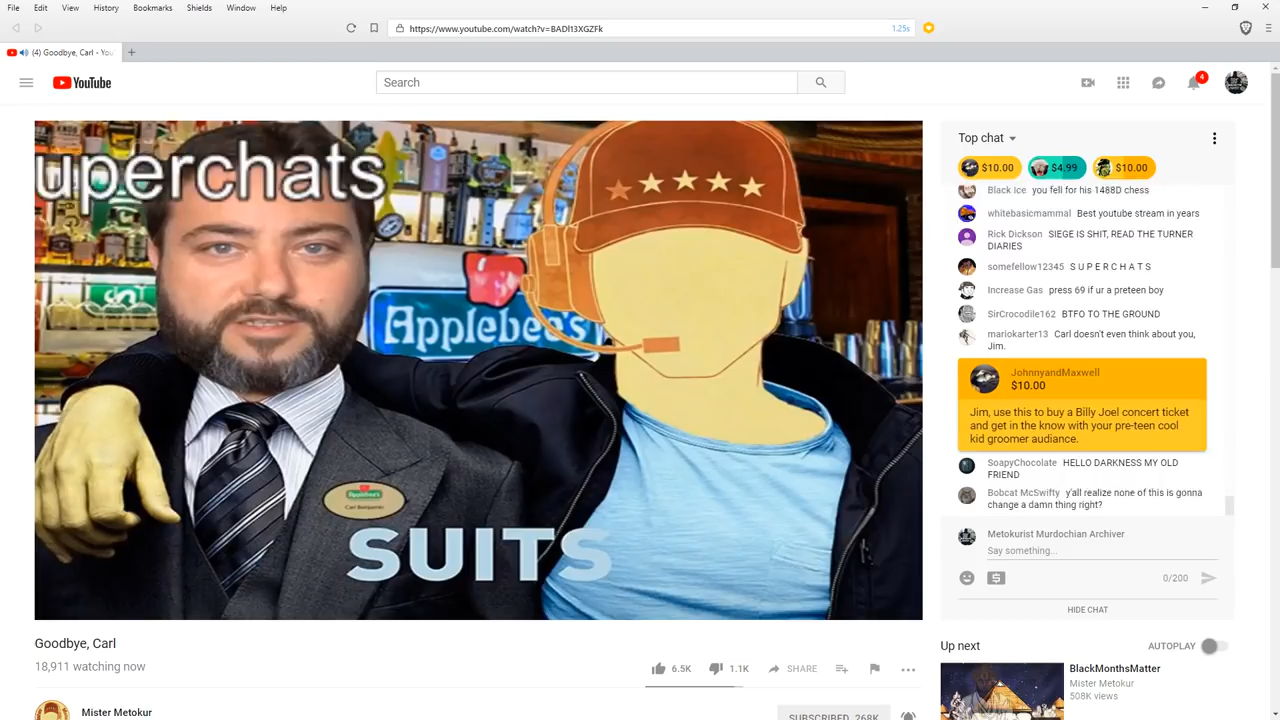 File Edit View History Bookmarks Shields Window Help
https://www.youtube.com/watch?v=BADl13XGZFk 1.25s
(4) Goodbye, Carl - You
YouTube
Search
4
uperchats
Applebee's
Applebee's
Carl Benjamin
SUITS
Top chat
$10.00 $4.99 $10.00
Black Ice you fell for his 1488D chess
whitebasicmammal Best youtube stream in years
Rick Dickson SIEGE IS SHIT, READ THE TURNER
DIARIES
somefellow12345 S U P E R C H A T S
Increase Gas press 69 if ur a preteen boy
SirCrocodile162 BTFO TO THE GROUND
mariokarter13 Carl doesn't even think about you,
Jim.
JohnnyandMaxwell
$10.00
Jim, use this to buy a Billy Joel concert ticket
and get in the know with your pre-teen cool
kid groomer audiance.
SoapyChocolate HELLO DARKNESS MY OLD
FRIEND
Bobcat McSwifty y'all realize none of this is gonna
change a damn thing right?
Metokurist Murdochian Archiver
Say something...
0/200
HIDE CHAT
Goodbye, Carl
18,911 watching now
6.5K 1.1K SHARE
Mister Metokur
SUBSCRIBED 268K
Up next AUTOPLAY
BlackMonthsMatter
Mister Metokur
508K views